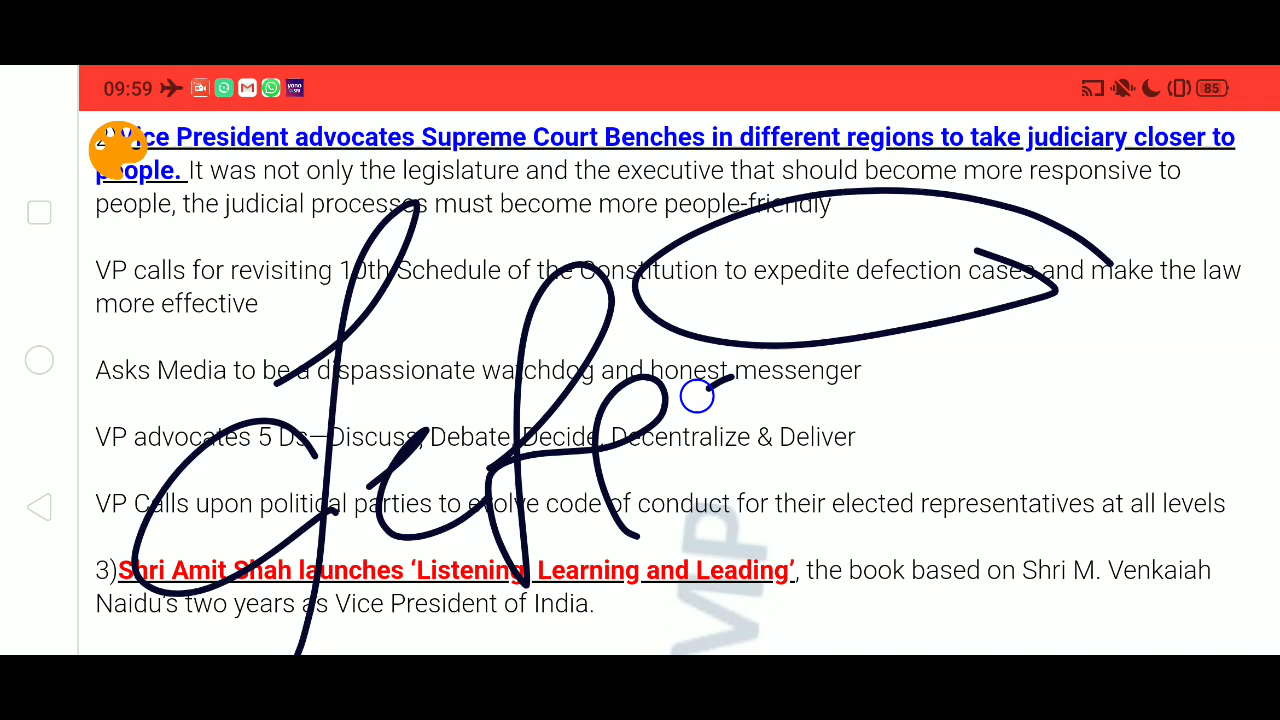 09:59 85
2) Vice President advocates Supreme Court Benches in different regions to take judiciary closer to
people. It was not only the legislature and the executive that should become more responsive to
people, the judicial processes must become more people-friendly
VP calls for revisiting 10th Schedule of the Constitution to expedite defection cases and make the law
more effective
Asks Media to be a dispassionate watchdog and honest messenger
VP advocates 5 Ds—Discuss, Debate, Decide, Decentralize & Deliver
VP Calls upon political parties to evolve code of conduct for their elected representatives at all levels
3)Shri Amit Shah launches ‘Listening, Learning and Leading’, the book based on Shri M. Venkaiah
Naidu’s two years as Vice President of India.
MP